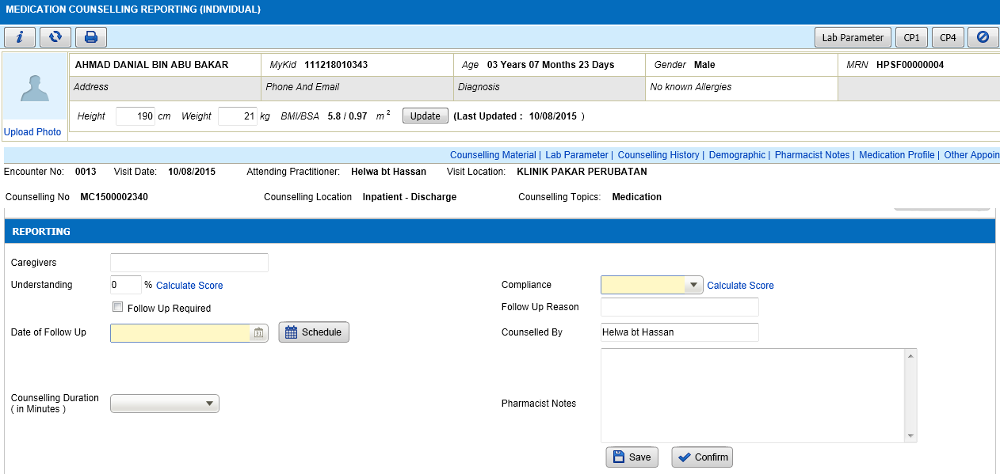 MEDICATION COUNSELLING REPORTING (INDIVIDUAL)
i Lab Parameter CP1 CP4
AHMAD DANIAL BIN ABU BAKAR MyKid 111218010343 Age 03 Years 07 Months 23 Days Gender Male MRN HPSF00000004
Address Phone And Email Diagnosis No known Allergies
Height 190 cm Weight 21 kg BMI/BSA 5.8 / 0.97 m 2 Update (Last Updated : 10/08/2015 )
Upload Photo
Counselling Material | Lab Parameter | Counselling History | Demographic | Pharmacist Notes | Medication Profile | Other Appoin
Encounter No: 0013 Visit Date: 10/08/2015 Attending Practitioner: Helwa bt Hassan Visit Location: KLINIK PAKAR PERUBATAN
Counselling No MC1500002340 Counselling Location Inpatient - Discharge Counselling Topics: Medication
REPORTING
Caregivers
Understanding 0 % Calculate Score Compliance Calculate Score
Follow Up Required Follow Up Reason
Date of Follow Up 31 Schedule Counselled By Helwa bt Hassan
Counselling Duration
( in Minutes ) Pharmacist Notes
Save Confirm